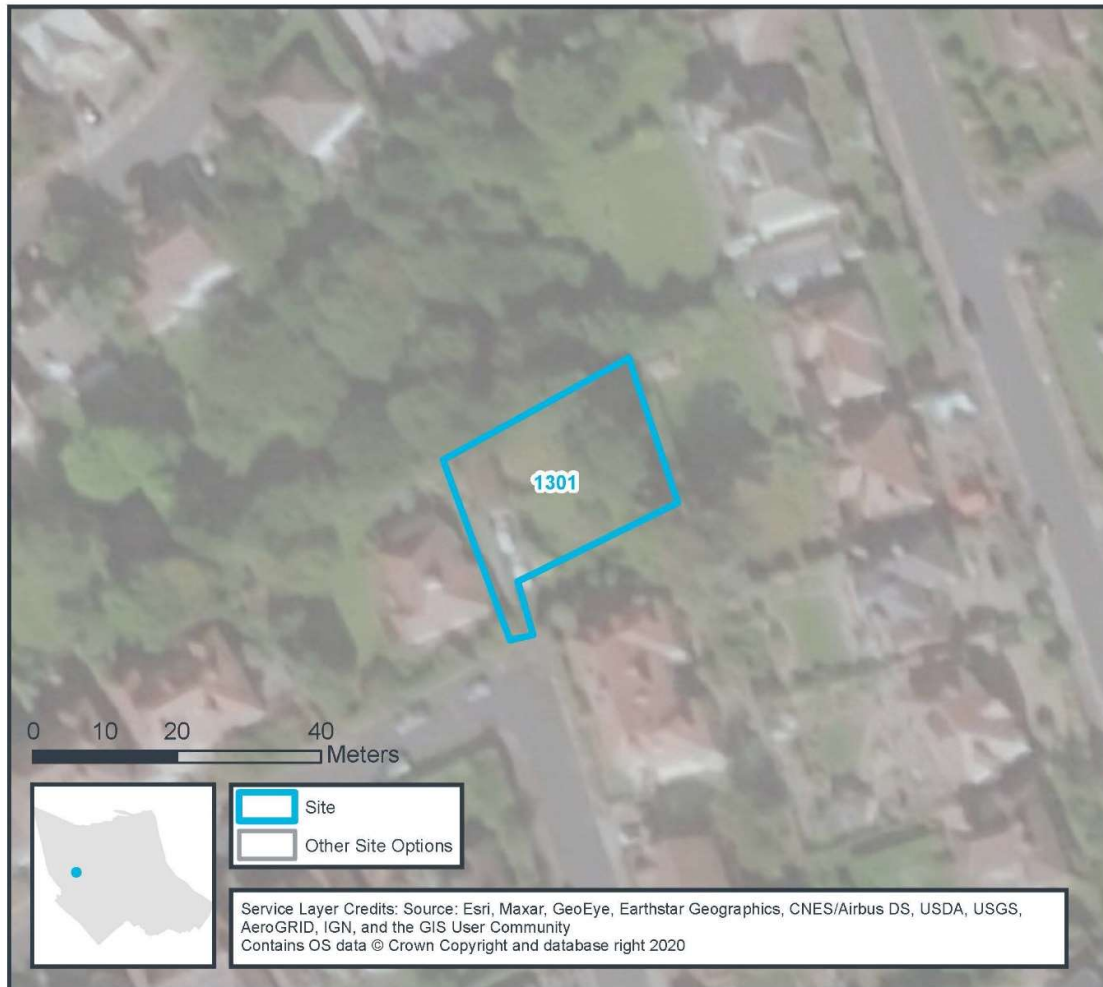 1301
0 10 20 40
Meters
Site
Other Site Options
Service Layer Credits: Source: Esri, Maxar, GeoEye, Earthstar Geographics, CNES/Airbus DS, USDA, USGS,
AeroGRID, IGN, and the GIS User Community
Contains OS data © Crown Copyright and database right 2020